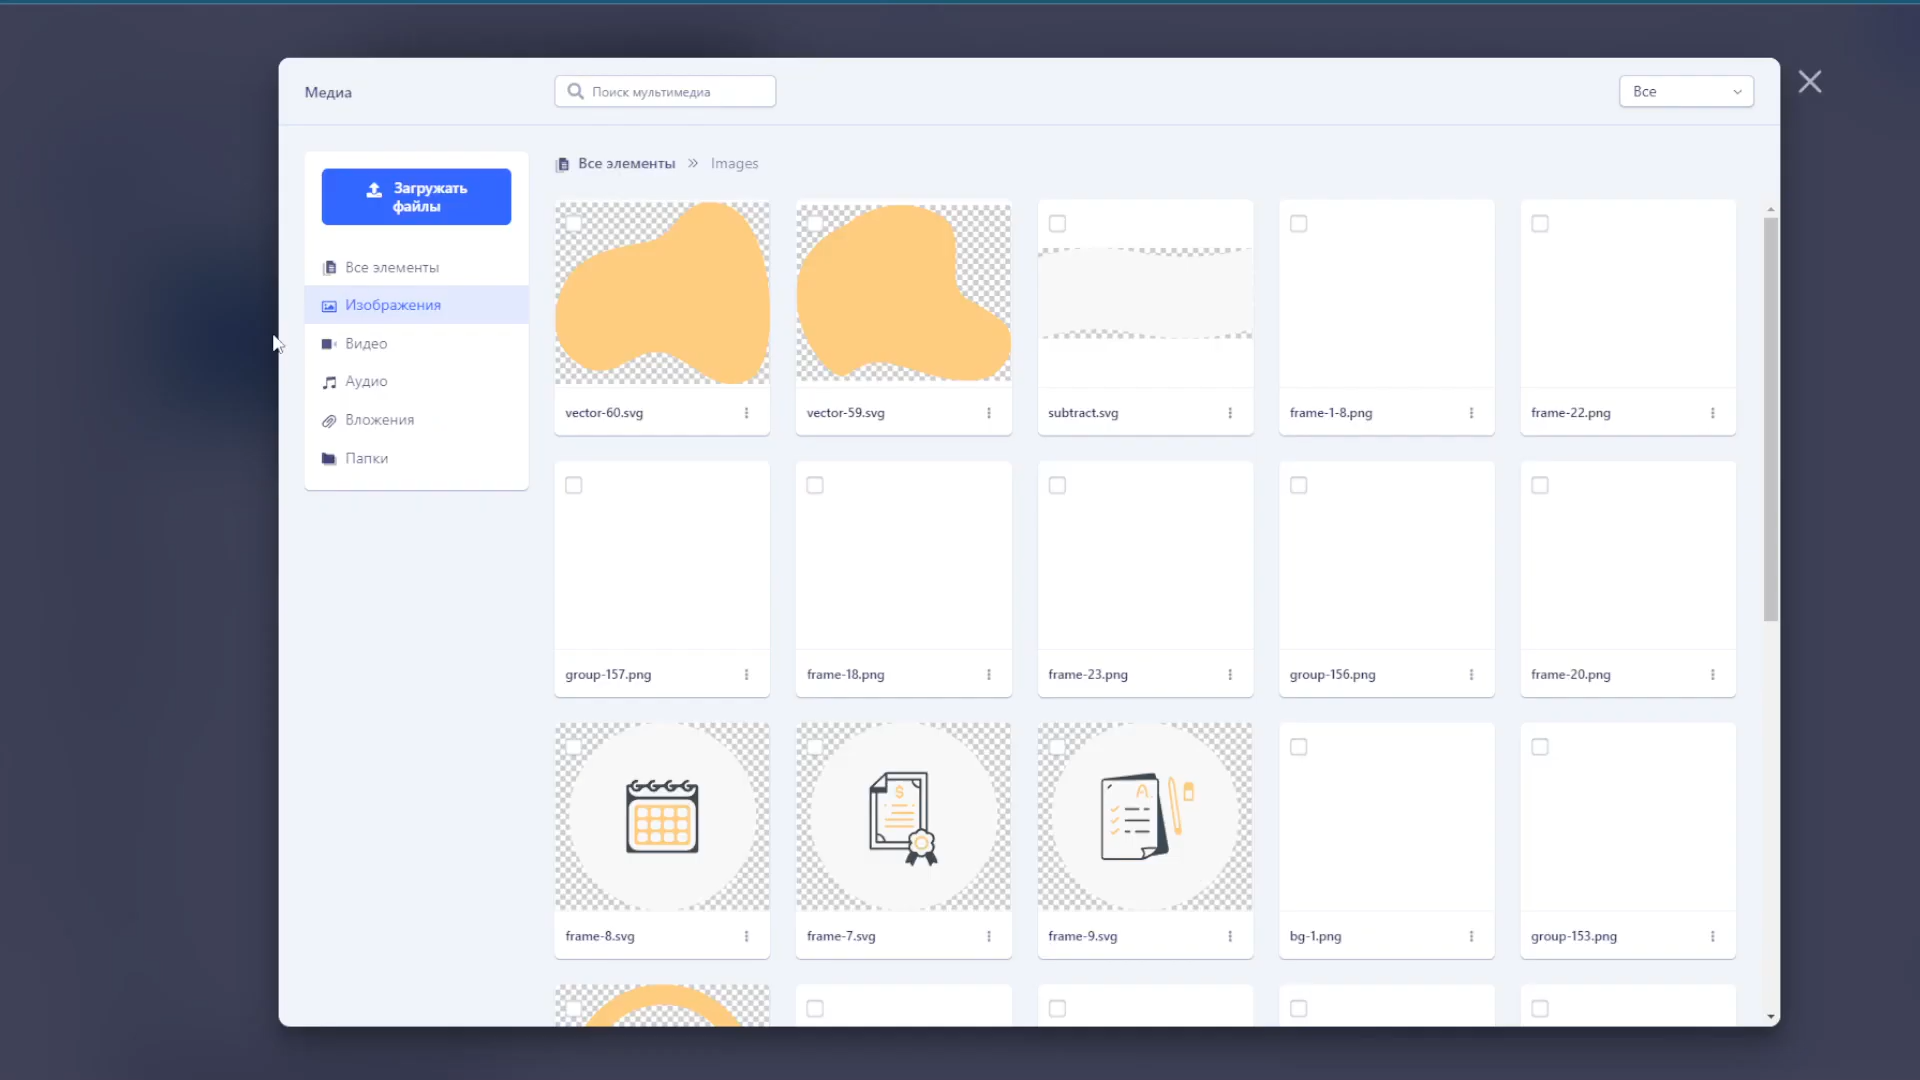 Медиа
Поиск мультимедиа
Все
Загружать
файлы
Все элементы
Изображения
Видео
Аудио
Вложения
Папки
Все элементы » Images
vector-60.svg
vector-59.svg
subtract.svg
frame-1-8.png
frame-22.png
group-157.png
frame-18.png
frame-23.png
group-156.png
frame-20.png
frame-8.svg
frame-7.svg
frame-9.svg
bg-1.png
group-153.png